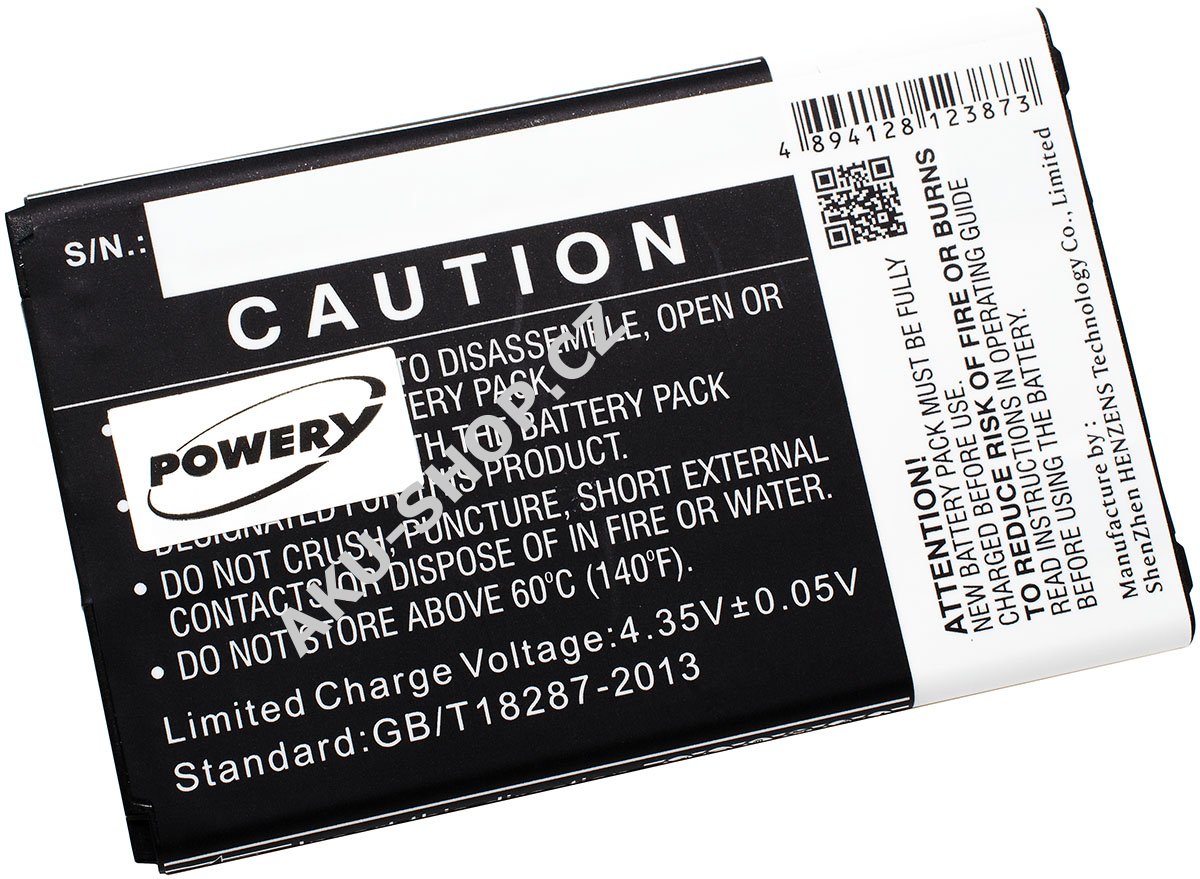 S/N.:
CAUTION
TO DISASSEMBLE, OPEN OR
TERY PACK.
TH THE BATTERY PACK
S PRODUCT.
DESIGNATED FOR
• DO NOT CRUSH, PUNCTURE, SHORT EXTERNAL
CONTACTS OR DISPOSE OF IN FIRE OR WATER.
• DO NOT STORE ABOVE 60°C (140°F).
Limited Charge Voltage:4.35V±0.05V
Standard:GB/T18287-2013
POWERY
AKU-SHOP.CZ
4 894128 123873
ATTENTION!
NEW BATTERY PACK MUST BE FULLY
CHARGED BEFORE USE.
TO REDUCE RISK OF FIRE OR BURNS
READ INSTRUCTIONS IN OPERATING GUIDE
BEFORE USING THE BATTERY.
Manufacture by :
ShenZhen HENZENS Technology Co., Limited